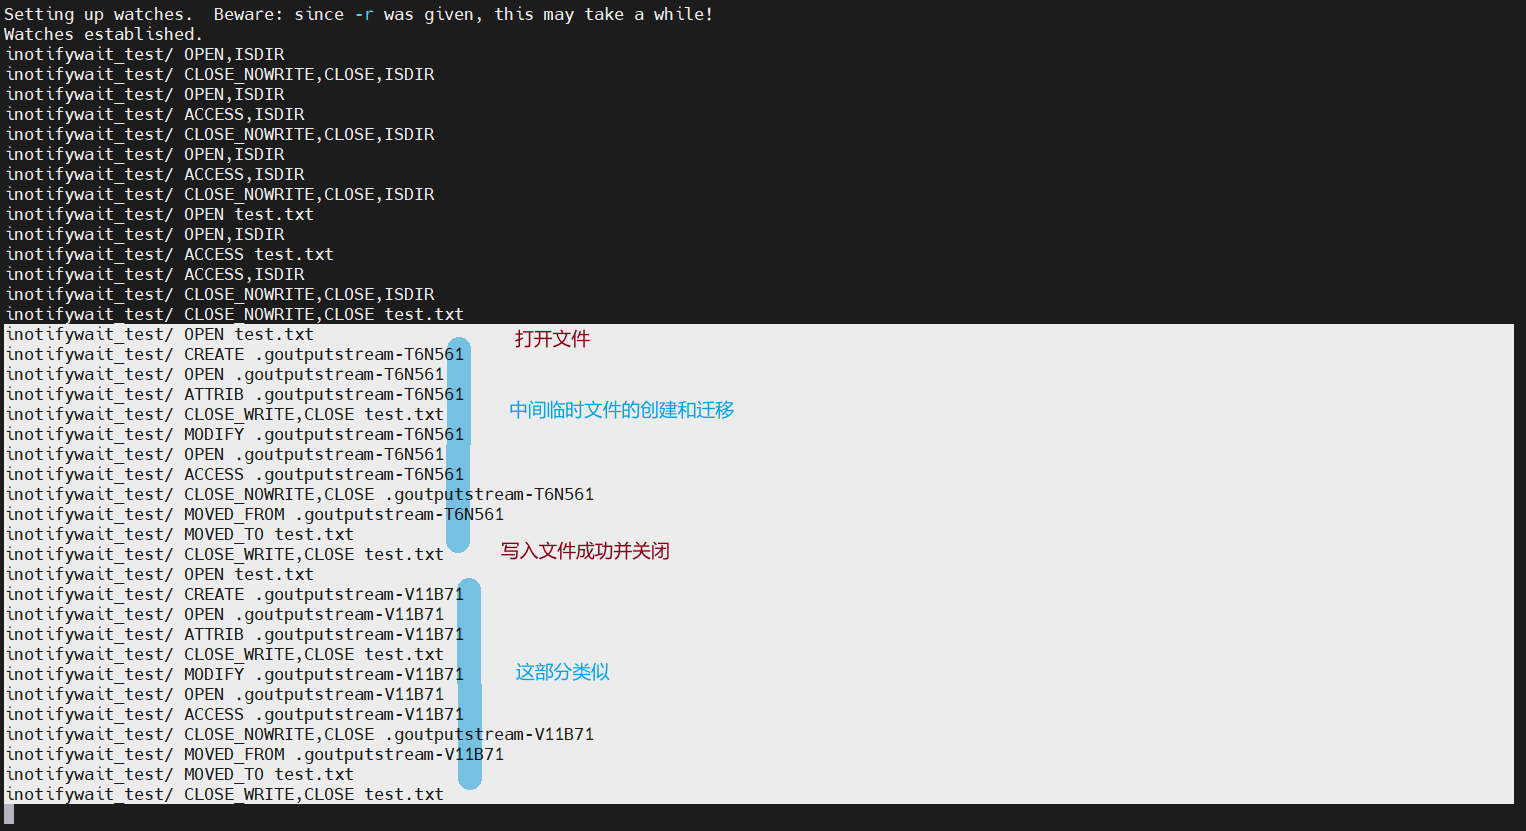 Setting up watches.  Beware: since -r was given, this may take a while!
Watches established.
inotifywait_test/ OPEN,ISDIR
inotifywait_test/ CLOSE_NOWRITE,CLOSE,ISDIR
inotifywait_test/ OPEN,ISDIR
inotifywait_test/ ACCESS,ISDIR
inotifywait_test/ CLOSE_NOWRITE,CLOSE,ISDIR
inotifywait_test/ OPEN,ISDIR
inotifywait_test/ ACCESS,ISDIR
inotifywait_test/ CLOSE_NOWRITE,CLOSE,ISDIR
inotifywait_test/ OPEN test.txt
inotifywait_test/ OPEN,ISDIR
inotifywait_test/ ACCESS test.txt
inotifywait_test/ ACCESS,ISDIR
inotifywait_test/ CLOSE_NOWRITE,CLOSE,ISDIR
inotifywait_test/ CLOSE_NOWRITE,CLOSE test.txt
inotifywait_test/ OPEN test.txt
打开文件
inotifywait_test/ CREATE .goutputstream-T6N561
inotifywait_test/ OPEN .goutputstream-T6N561
inotifywait_test/ ATTRIB .goutputstream-T6N561
inotifywait_test/ CLOSE_WRITE,CLOSE test.txt
中间临时文件的创建和迁移
inotifywait_test/ MODIFY .goutputstream-T6N561
inotifywait_test/ OPEN .goutputstream-T6N561
inotifywait_test/ ACCESS .goutputstream-T6N561
inotifywait_test/ CLOSE_NOWRITE,CLOSE .goutputstream-T6N561
inotifywait_test/ MOVED_FROM .goutputstream-T6N561
inotifywait_test/ MOVED_TO test.txt
inotifywait_test/ CLOSE_WRITE,CLOSE test.txt
写入文件成功并关闭
inotifywait_test/ OPEN test.txt
inotifywait_test/ CREATE .goutputstream-V11B71
inotifywait_test/ OPEN .goutputstream-V11B71
inotifywait_test/ ATTRIB .goutputstream-V11B71
inotifywait_test/ CLOSE_WRITE,CLOSE test.txt
inotifywait_test/ MODIFY .goutputstream-V11B71
这部分类似
inotifywait_test/ OPEN .goutputstream-V11B71
inotifywait_test/ ACCESS .goutputstream-V11B71
inotifywait_test/ CLOSE_NOWRITE,CLOSE .goutputstream-V11B71
inotifywait_test/ MOVED_FROM .goutputstream-V11B71
inotifywait_test/ MOVED_TO test.txt
inotifywait_test/ CLOSE_WRITE,CLOSE test.txt